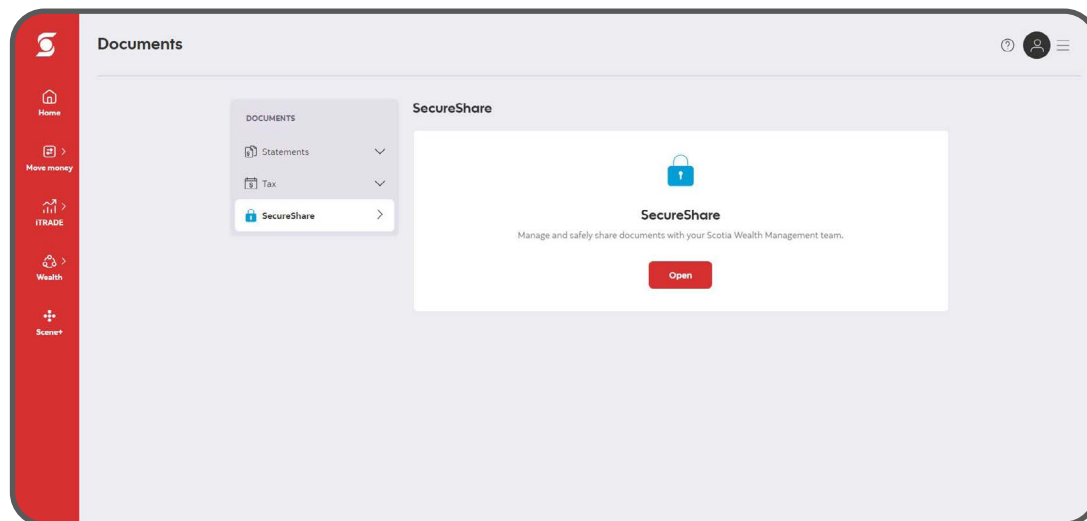 Documents
Home
Move money
iTRADE
Wealth
Scene+
DOCUMENTS
Statements
Tax
SecureShare
SecureShare
SecureShare
Manage and safely share documents with your Scotia Wealth Management team.
Open